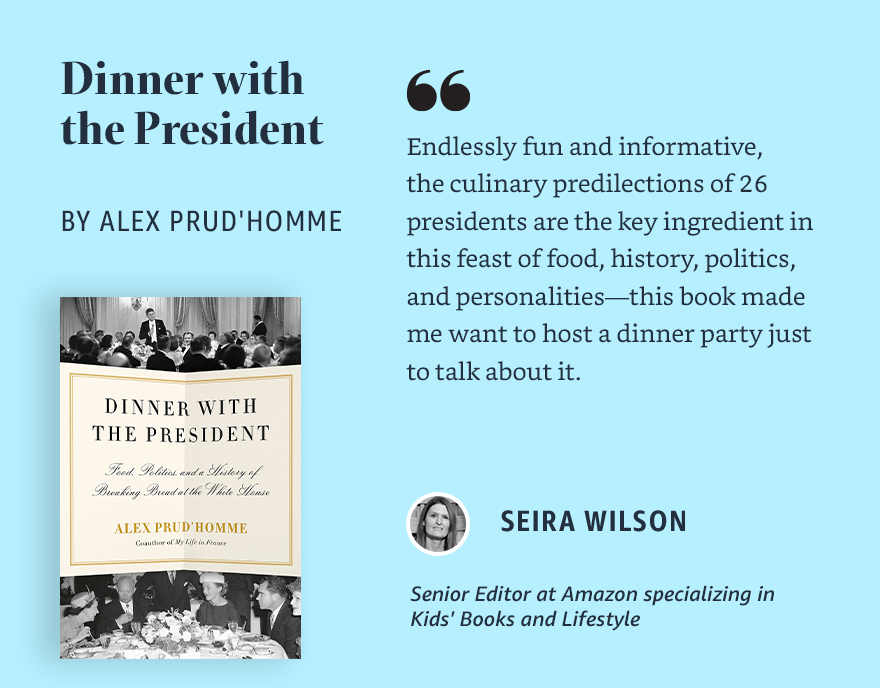 Dinner with
the President
BY ALEX PRUD'HOMME
DINNER WITH
THE PRESIDENT
Food, Politics, and a History of
Breaking Bread at the White House
ALEX PRUD'HOMME
Coauthor of My Life in France
“
Endlessly fun and informative,
the culinary predilections of 26
presidents are the key ingredient in
this feast of food, history, politics,
and personalities—this book made
me want to host a dinner party just
to talk about it.
SEIRA WILSON
Senior Editor at Amazon specializing in
Kids' Books and Lifestyle